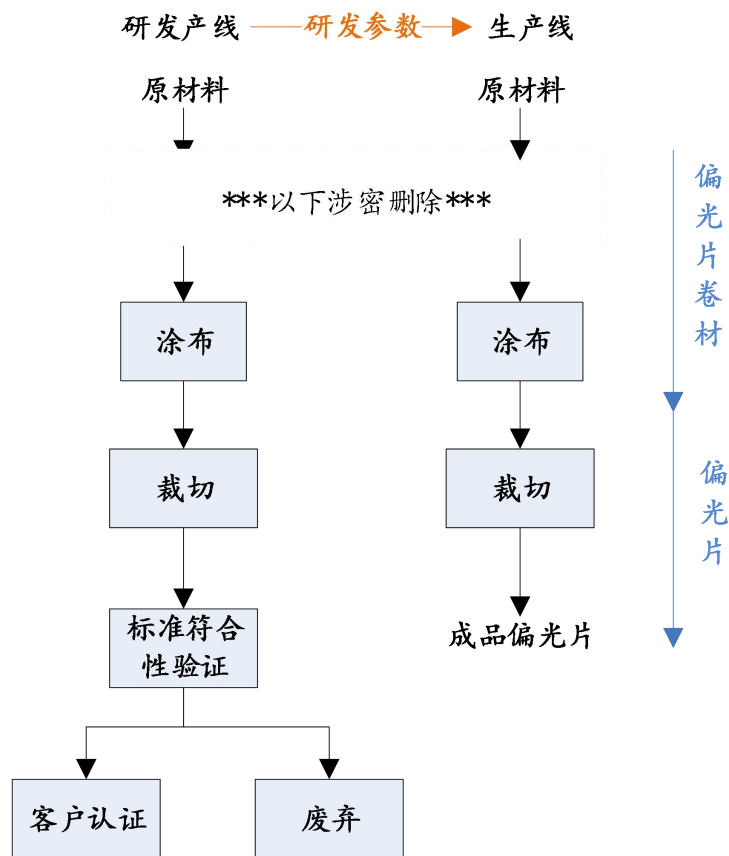 研发产线 研发参数 生产线
原材料 原材料
***以下涉密删除***
偏光片卷材
涂布 涂布
裁切 裁切
偏光片
标准符合
性验证
成品偏光片
客户认证 废弃